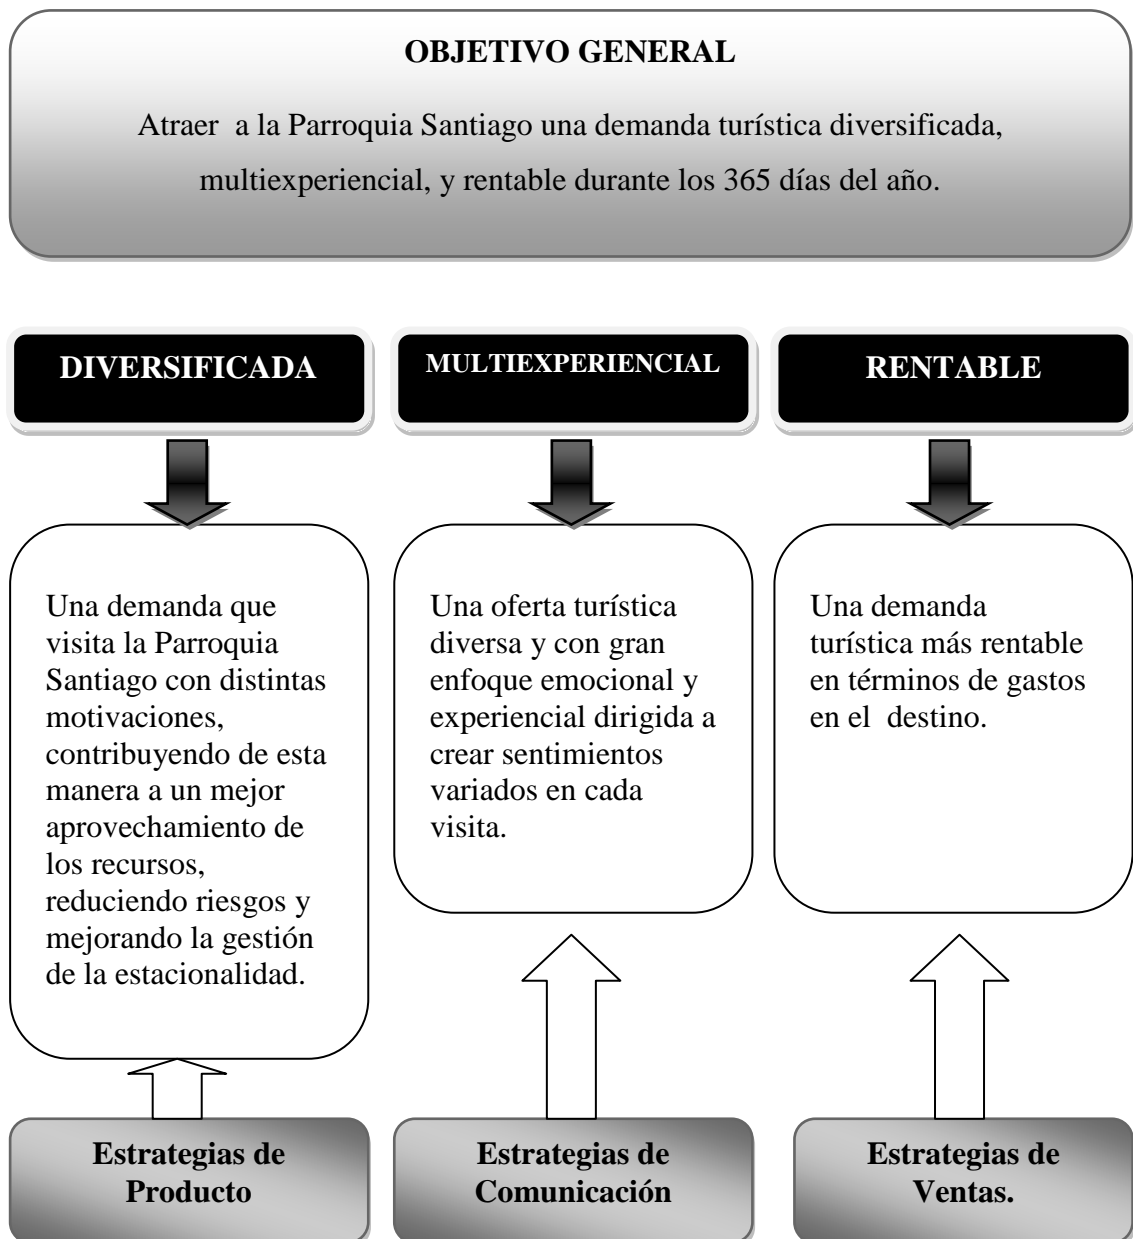 OBJETIVO GENERAL
Atraer a la Parroquia Santiago una demanda turística diversificada,
multiexperiencial, y rentable durante los 365 días del año.
DIVERSIFICADA
MULTIEXPERIENCIAL
RENTABLE
Una demanda que
visita la Parroquia
Santiago con distintas
motivaciones,
contribuyendo de esta
manera a un mejor
aprovechamiento de
los recursos,
reduciendo riesgos y
mejorando la gestión
de la estacionalidad.
Una oferta turística
diversa y con gran
enfoque emocional y
experiencial dirigida a
crear sentimientos
variados en cada
visita.
Una demanda
turística más rentable
en términos de gastos
en el destino.
Estrategias de
Producto
Estrategias de
Comunicación
Estrategias de
Ventas.